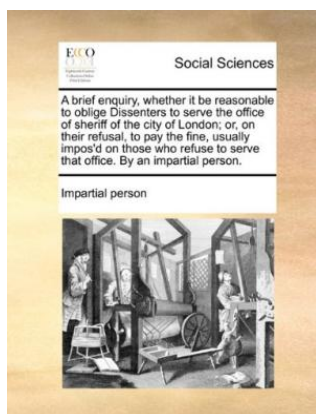 ECCO
Social Sciences
A brief enquiry, whether it be reasonable
to oblige Dissenters to serve the office
of sheriff of the city of London; or, on
their refusal, to pay the fine, usually
impos'd on those who refuse to serve
that office. By an impartial person.
Impartial person